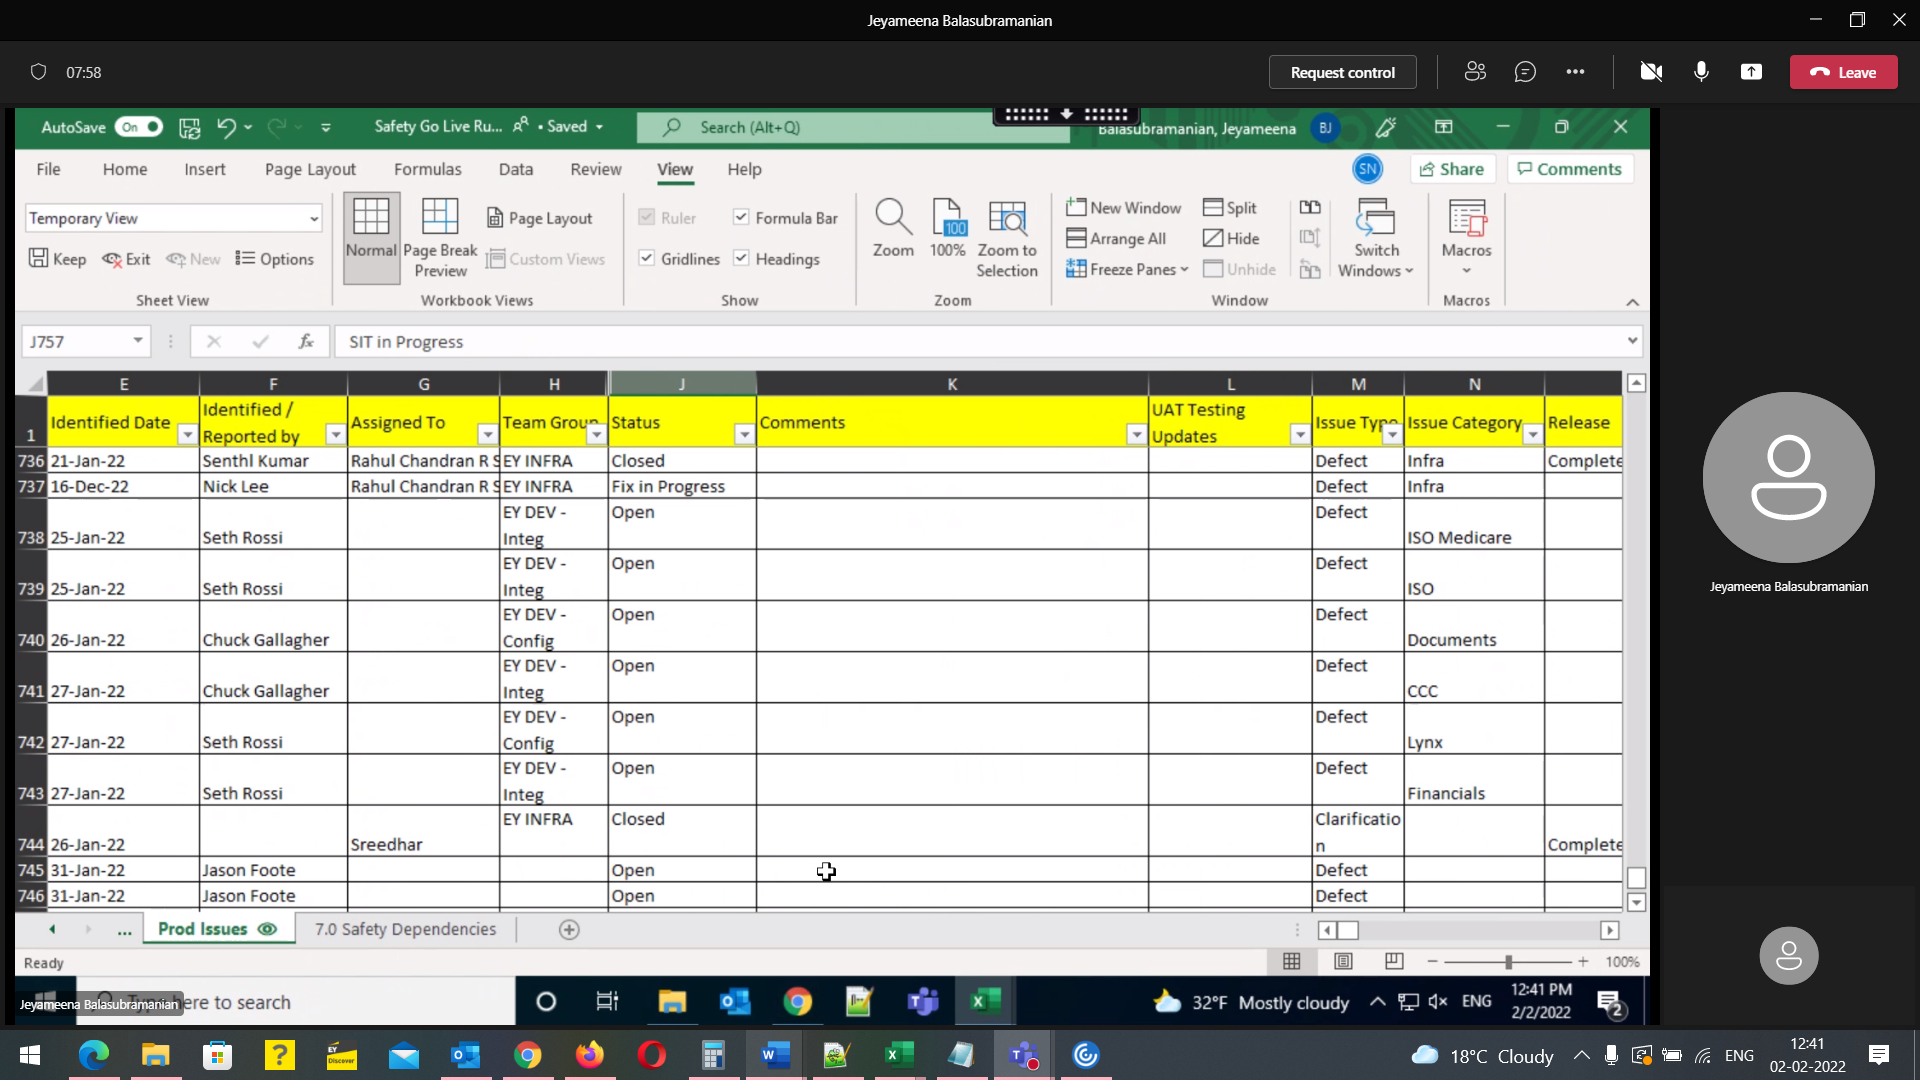 Jeyameena Balasubramanian
07:58
Request control
Leave
AutoSave On Safety Go Live Ru... • Saved Search (Alt+Q) Balasubramanian, Jeyameena BJ
File Home Insert Page Layout Formulas Data Review View Help SN Share Comments
Temporary View
Keep Exit New Options
Sheet View
Normal
Page Break Preview
Page Layout
Custom Views
Workbook Views
Ruler Formula Bar
Gridlines Headings
Show
Zoom
100
100%
Zoom to Selection
Zoom
New Window
Arrange All
Freeze Panes
Split
Hide
Unhide
Switch Windows
Window
Macros
Macros
J757 fx SIT in Progress
E F G H J K L M N
1 Identified Date Identified / Reported by Assigned To Team Group Status Comments UAT Testing Updates Issue Type Issue Category Release
736 21-Jan-22 Senthl Kumar Rahul Chandran R S EY INFRA Closed Defect Infra Complete
737 16-Dec-22 Nick Lee Rahul Chandran R S EY INFRA Fix in Progress Defect Infra
738 25-Jan-22 Seth Rossi EY DEV - Integ Open Defect ISO Medicare
739 25-Jan-22 Seth Rossi EY DEV - Integ Open Defect ISO
740 26-Jan-22 Chuck Gallagher EY DEV - Config Open Defect Documents
741 27-Jan-22 Chuck Gallagher EY DEV - Integ Open Defect CCC
742 27-Jan-22 Seth Rossi EY DEV - Config Open Defect Lynx
743 27-Jan-22 Seth Rossi EY DEV - Integ Open Defect Financials
744 26-Jan-22 Sreedhar EY INFRA Closed Clarification Complete
745 31-Jan-22 Jason Foote Open Defect
746 31-Jan-22 Jason Foote Open Defect
... Prod Issues 7.0 Safety Dependencies
Ready 100%
Jeyameena Balasubramanian
Jeyameena Balasubramanian here to search
32°F Mostly cloudy ENG 12:41 PM
2/2/2022
2
EY Discover
18°C Cloudy ENG 12:41
02-02-2022